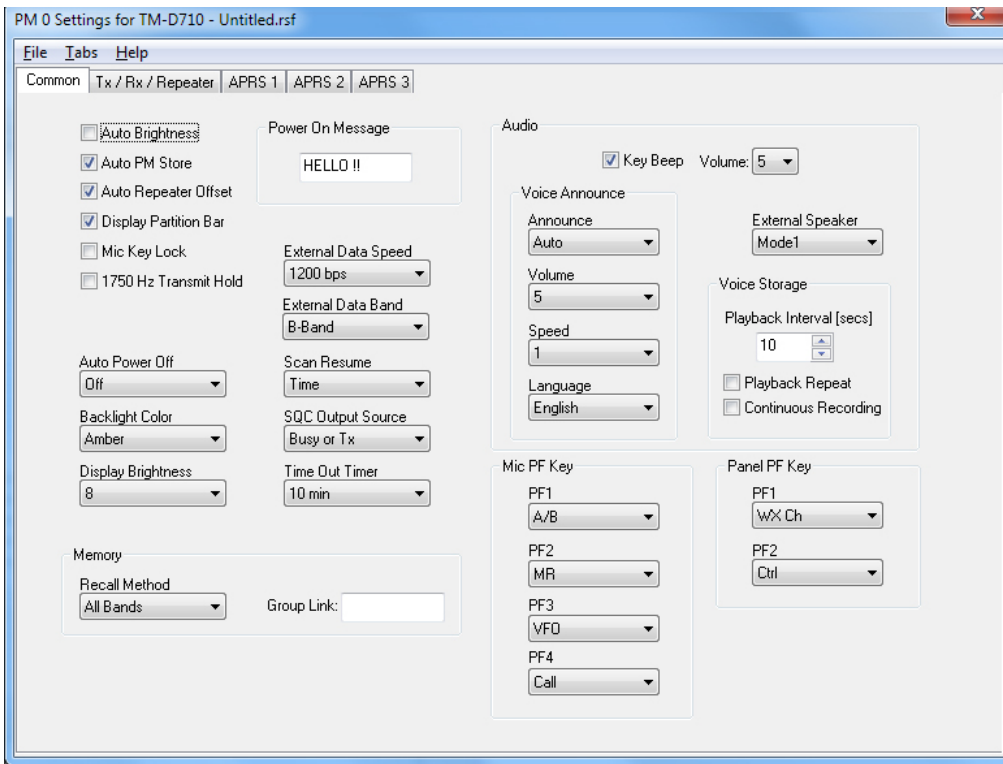 PM 0 Settings for TM-D710 - Untitled.rsf
X
File Tabs Help
Common Tx / Rx / Repeater APRS 1 APRS 2 APRS 3
Auto Brightness
Auto PM Store
Auto Repeater Offset
Display Partition Bar
Mic Key Lock
1750 Hz Transmit Hold
Power On Message
HELLO !!
External Data Speed
1200 bps
External Data Band
B-Band
Auto Power Off
Off
Scan Resume
Time
Backlight Color
Amber
SQC Output Source
Busy or Tx
Display Brightness
8
Time Out Timer
10 min
Memory
Recall Method
All Bands
Group Link:
Audio
Key Beep Volume: 5
Voice Announce
Announce
Auto
Volume
5
Speed
1
Language
English
External Speaker
Mode1
Voice Storage
Playback Interval [secs]
10
Playback Repeat
Continuous Recording
Mic PF Key
PF1
A/B
PF2
MR
PF3
VFO
PF4
Call
Panel PF Key
PF1
WX Ch
PF2
Ctrl